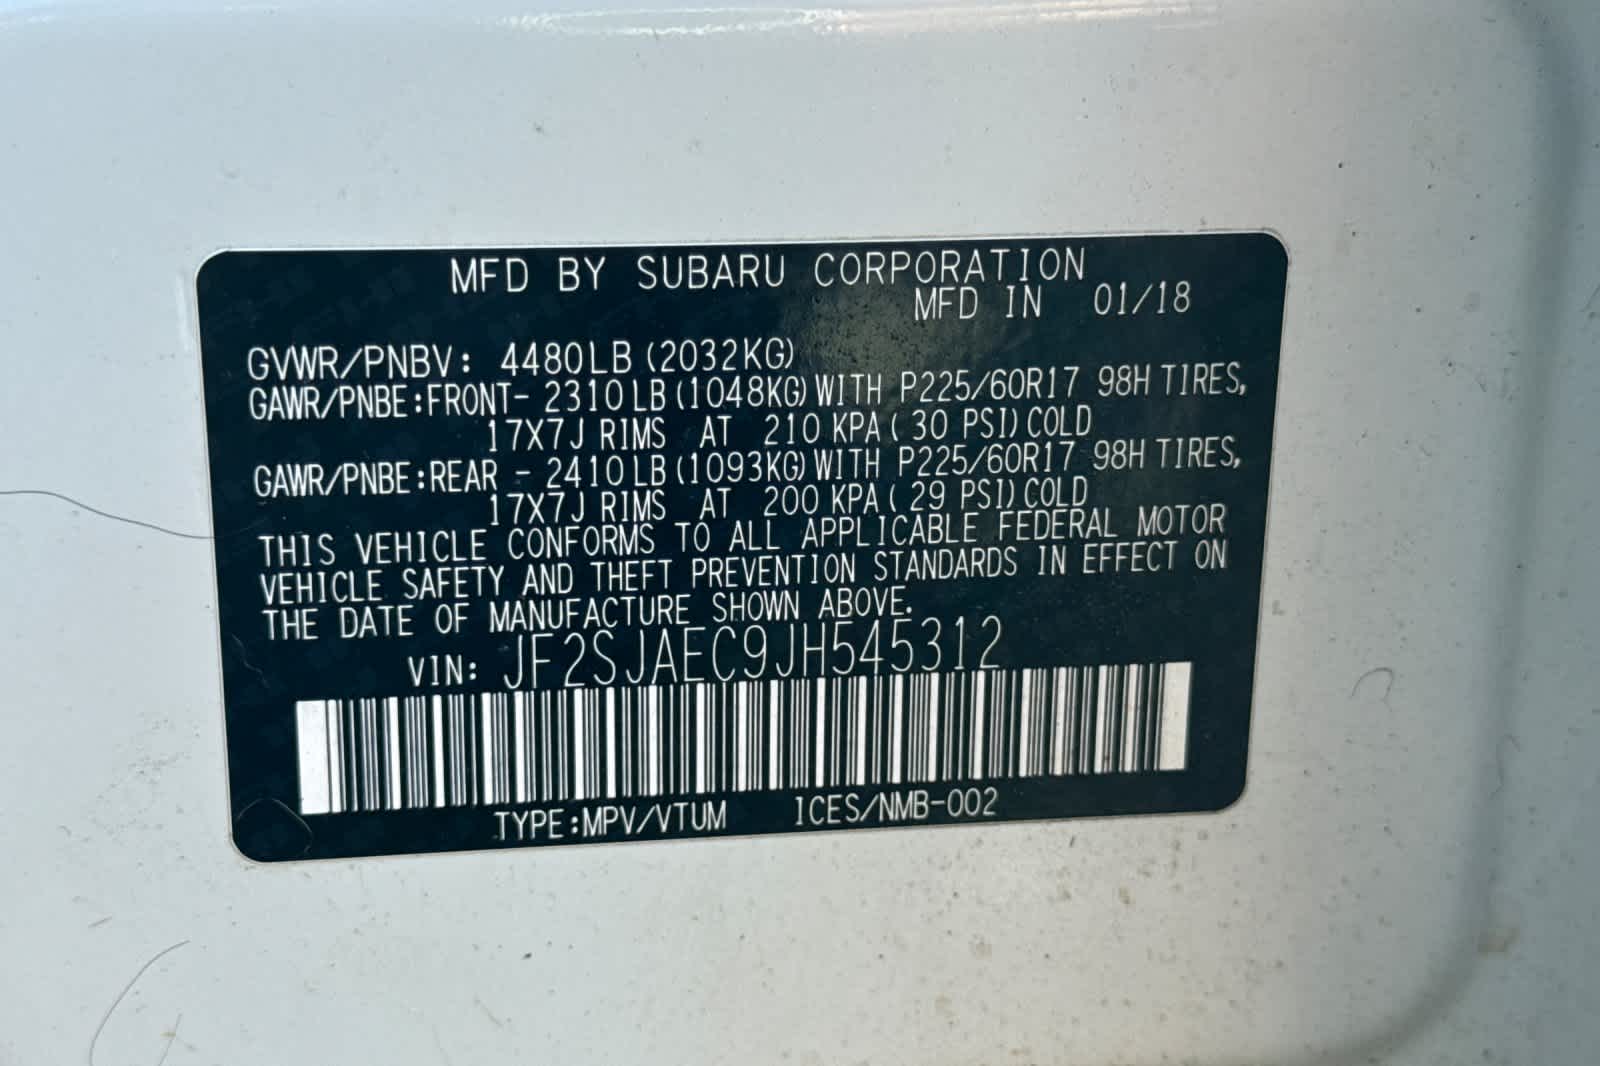 MFD BY SUBARU CORPORATION
MFD IN 01/18
GVWR/PNBV: 4480LB (2032KG)
GAWR/PNBE:FRONT- 2310LB (1048KG) WITH P225/60R17 98H TIRES,
17X7J RIMS AT 210 KPA ( 30 PSI) COLD
GAWR/PNBE:REAR - 2410LB (1093KG) WITH P225/60R17 98H TIRES,
17X7J RIMS AT 200 KPA ( 29 PSI) COLD
THIS VEHICLE CONFORMS TO ALL APPLICABLE FEDERAL MOTOR
VEHICLE SAFETY AND THEFT PREVENTION STANDARDS IN EFFECT ON
THE DATE OF MANUFACTURE SHOWN ABOVE.
VIN: JF2SJAEC9JH545312
TYPE:MPV/VTUM ICES/NMB-002